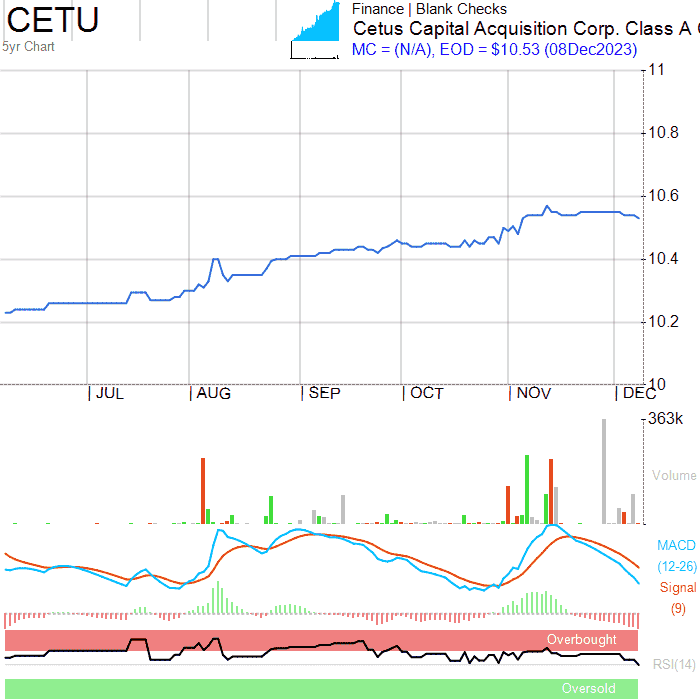 CETU
5yr Chart
Finance | Blank Checks
Cetus Capital Acquisition Corp. Class A
MC = (N/A), EOD = $10.53 (08Dec2023)
11
10.8
10.6
10.4
10.2
10
JUL AUG SEP OCT NOV DEC
363k
Volume
MACD
(12-26)
Signal
(9)
Overbought
RSI(14)
Oversold